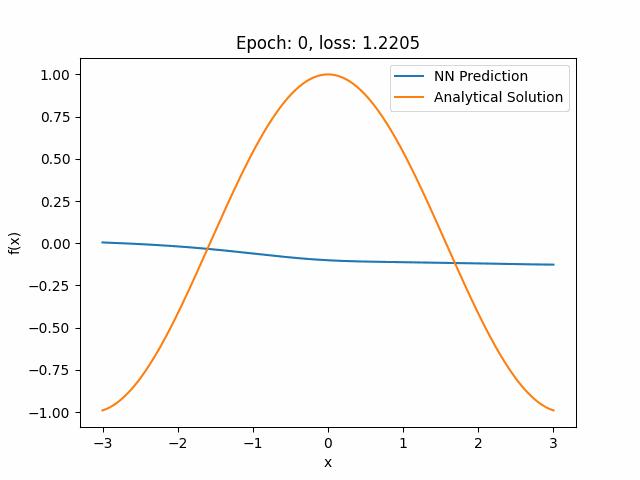 Epoch: 0, loss: 1.2205
NN Prediction
Analytical Solution
1.00
0.75
0.50
0.25
0.00
−0.25
−0.50
−0.75
−1.00
f(x)
−3 −2 −1 0 1 2 3
x